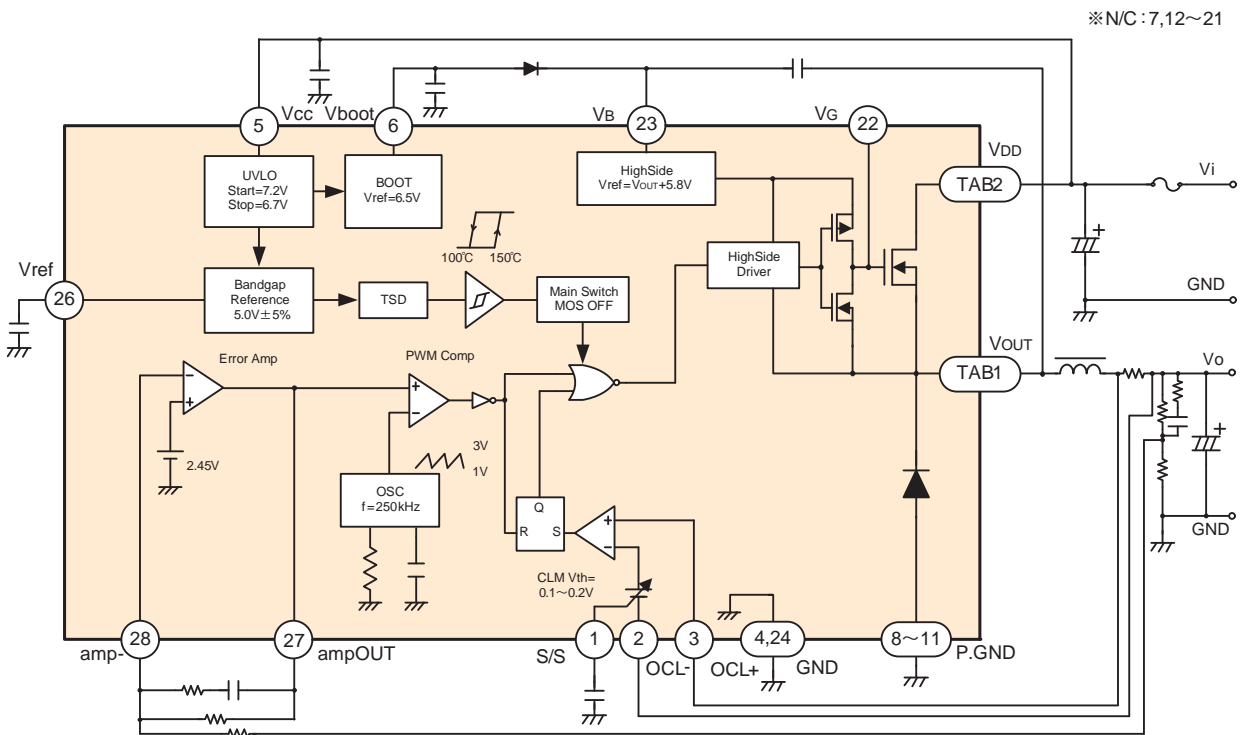 ※N/C:7,12～21
5
Vcc
Vboot
6
VB
23
VG
22
VDD
TAB2
Vi
UVLO
Start=7.2V
Stop=6.7V
BOOT
Vref=6.5V
HighSide
Vref=VOUT+5.8V
100℃
150℃
HighSide
Driver
Vref
26
Bandgap
Reference
5.0V±5%
TSD
Main Switch
MOS OFF
GND
Error Amp
PWM Comp
VOUT
TAB1
Vo
2.45V
3V
1V
OSC
f=250kHz
Q
R
S
GND
CLM Vth=
0.1～0.2V
28
amp-
27
ampOUT
S/S
1
2
OCL-
3
OCL+
4,24
GND
8～11
P.GND
+
+
−
+
+
−
+
−